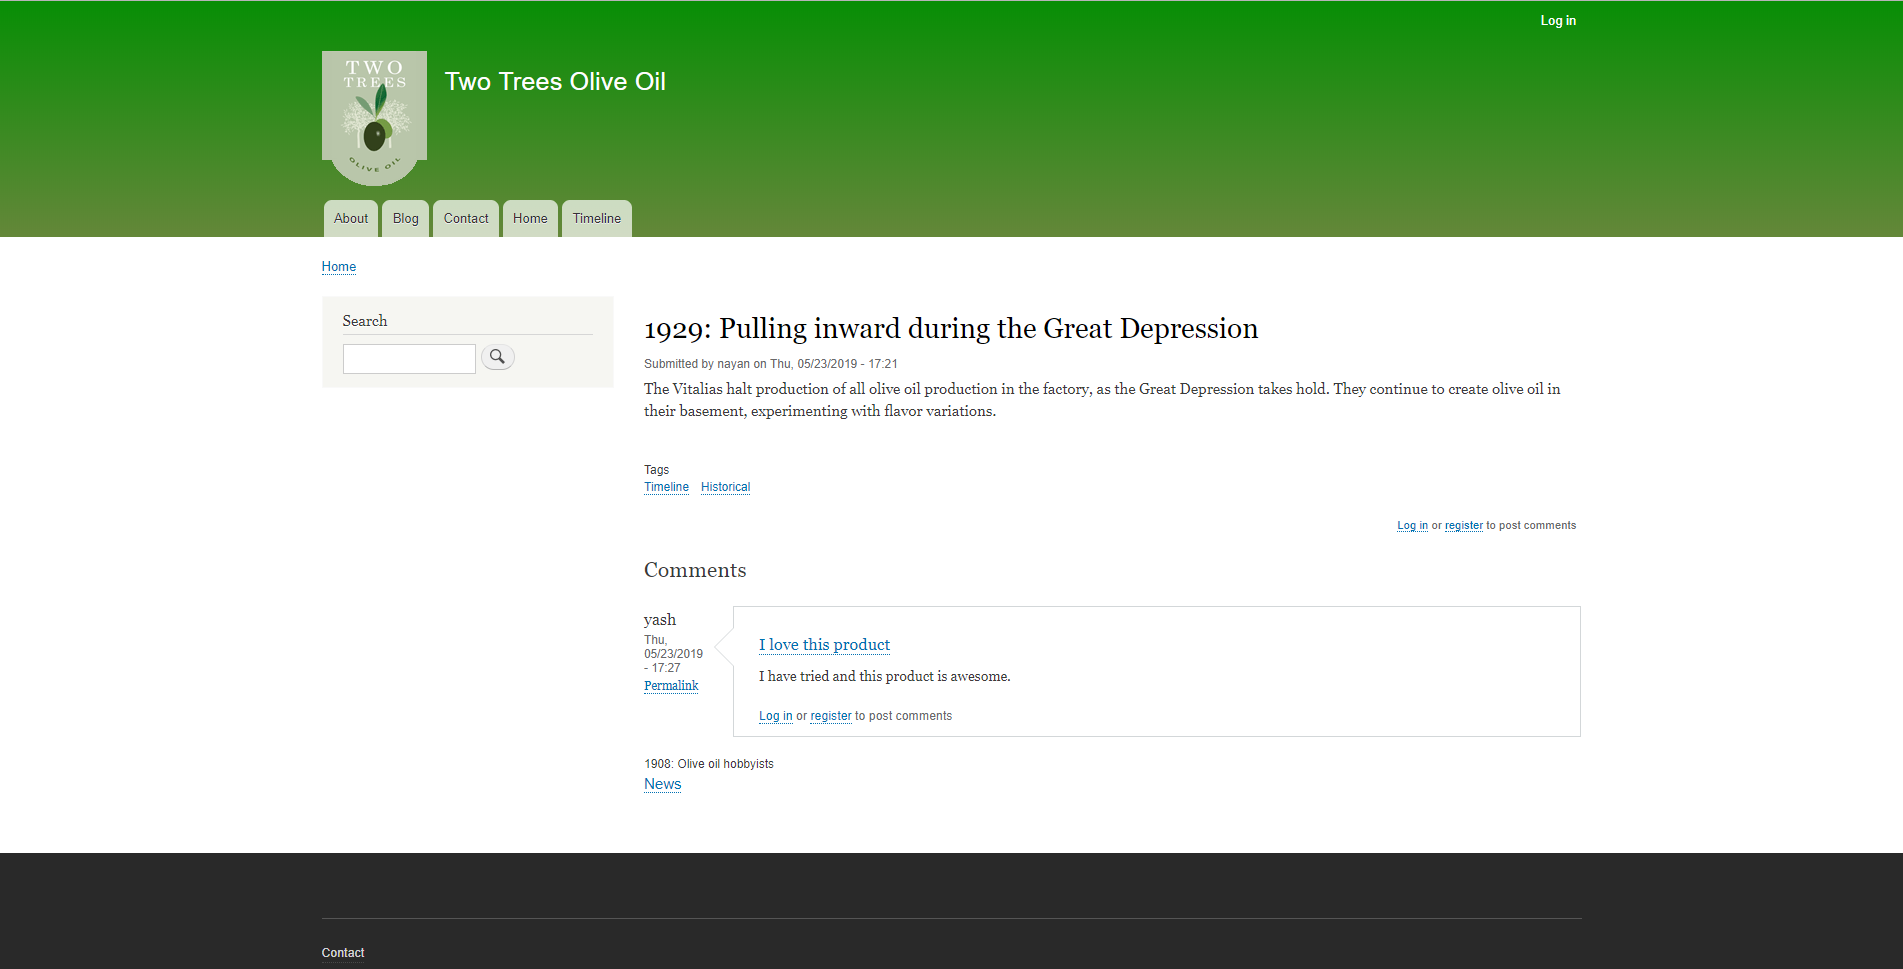 Log in
TWO
TREES
OLIVE OIL
Two Trees Olive Oil
About Blog Contact Home Timeline
Home
Search
1929: Pulling inward during the Great Depression
Submitted by nayan on Thu, 05/23/2019 - 17:21
The Vitalias halt production of all olive oil production in the factory, as the Great Depression takes hold. They continue to create olive oil in
their basement, experimenting with flavor variations.
Tags
Timeline Historical
Log in or register to post comments
Comments
yash
Thu,
05/23/2019
- 17:27
Permalink
I love this product
I have tried and this product is awesome.
Log in or register to post comments
1908: Olive oil hobbyists
News
Contact